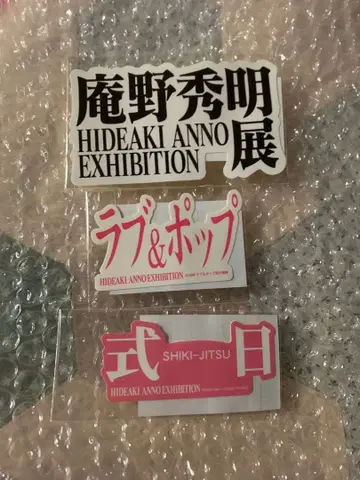 庵野秀明展
HIDEAKI ANNO
EXHIBITION
ラブ&ポップ
HIDEAKI ANNO EXHIBITION
式 SHIKI-JITSU 日
HIDEAKI ANNO EXHIBITION